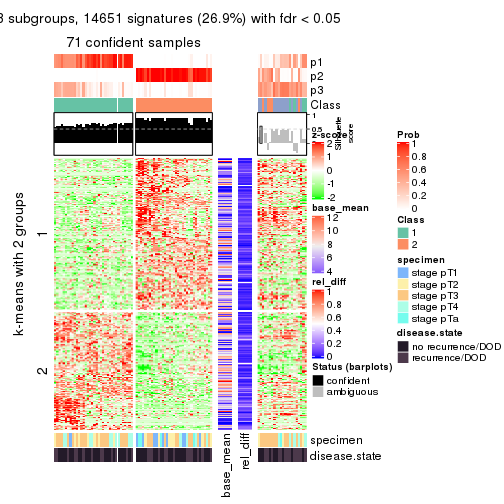 3 subgroups, 14651 signatures (26.9%) with fdr < 0.05
71 confident samples
p1
p2
p3
Class
1
0.5
0
Silhouette
score
k-means with 2 groups
1
2
specimen
disease.state
base_mean
rel_diff
z-score
2
1
0
-1
-2
base_mean
12
10
8
6
4
rel_diff
1
0.8
0.6
0.4
0.2
0
Status (barplots)
confident
ambiguous
Prob
1
0.8
0.6
0.4
0.2
0
Class
1
2
specimen
stage pT1
stage pT2
stage pT3
stage pT4
stage pTa
disease.state
no recurrence/DOD
recurrence/DOD